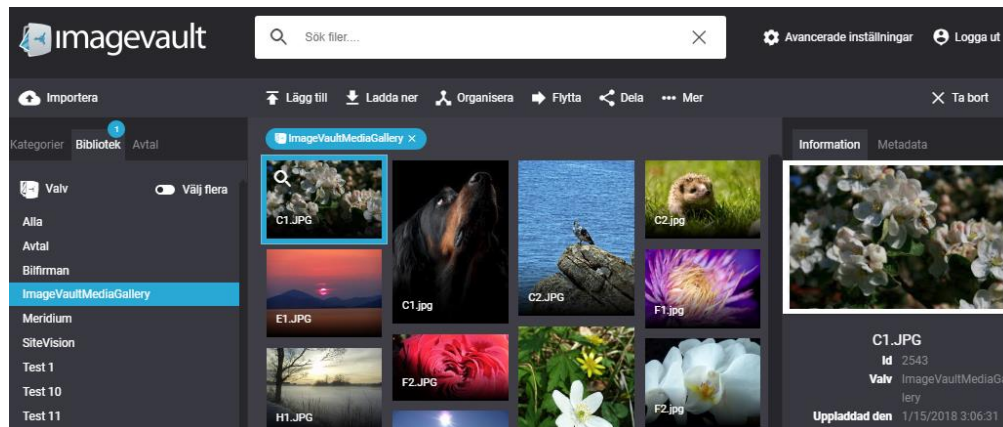 imagevault
Sök filer....
Avancerade inställningar
Logga ut
Importera
Lägg till
Ladda ner
Organisera
Flytta
Dela
Mer
Ta bort
Kategorier
Bibliotek
1
Avtal
Valv
Välj flera
Alla
Avtal
Bilfirman
ImageVaultMediaGallery
Meridium
SiteVision
Test 1
Test 10
Test 11
ImageVaultMediaGallery
C1.JPG
C1.jpg
C2.JPG
C2.jpg
E1.JPG
F2.JPG
F1.jpg
H1.JPG
F2.jpg
Information
Metadata
C1.JPG
Id 2543
Valv ImageVaultMediaGal
lery
Uppladdad den 1/15/2018 3:06:31